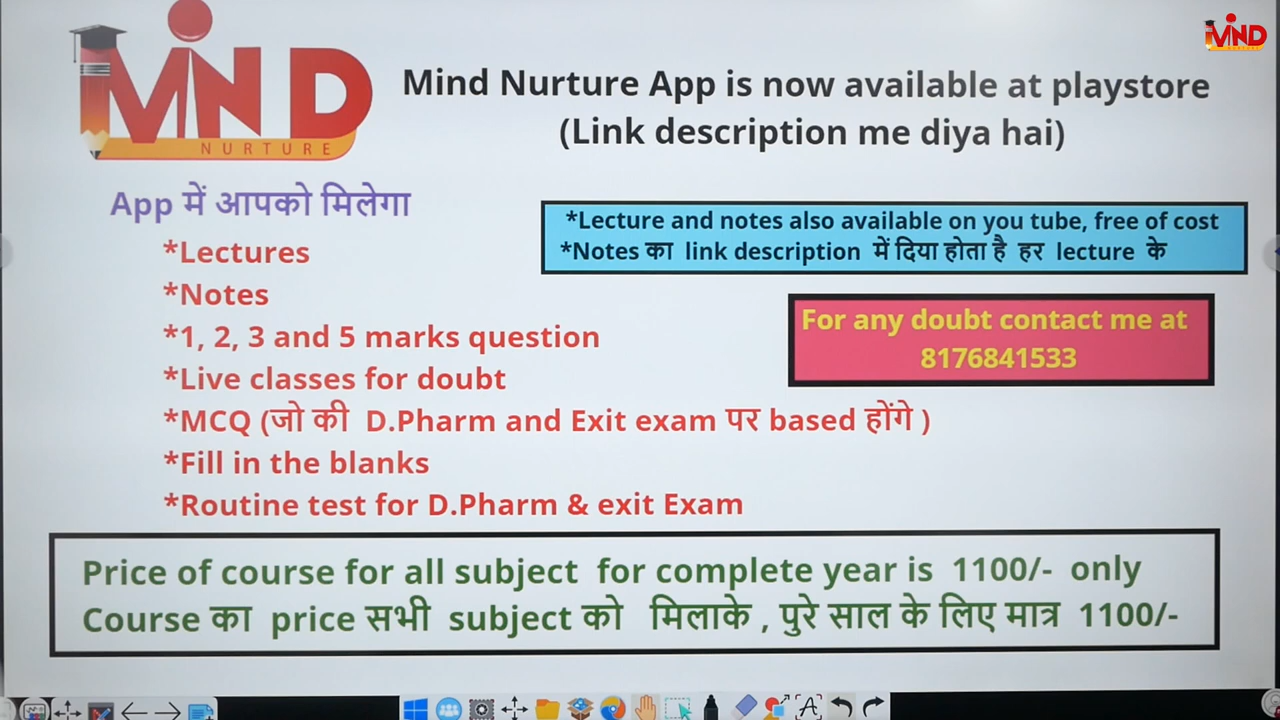 MIND
NURTURE
MIND
NURTURE
Mind Nurture App is now available at playstore
(Link description me diya hai)
App में आपको मिलेगा
*Lectures
*Notes
*1, 2, 3 and 5 marks question
*Live classes for doubt
*MCQ (जो की D.Pharm and Exit exam पर based होंगे )
*Fill in the blanks
*Routine test for D.Pharm & exit Exam
*Lecture and notes also available on you tube, free of cost
*Notes का link description में दिया होता है हर lecture के
For any doubt contact me at
8176841533
Price of course for all subject for complete year is 1100/- only
Course का price सभी subject को मिलाके , पुरे साल के लिए मात्र 1100/-